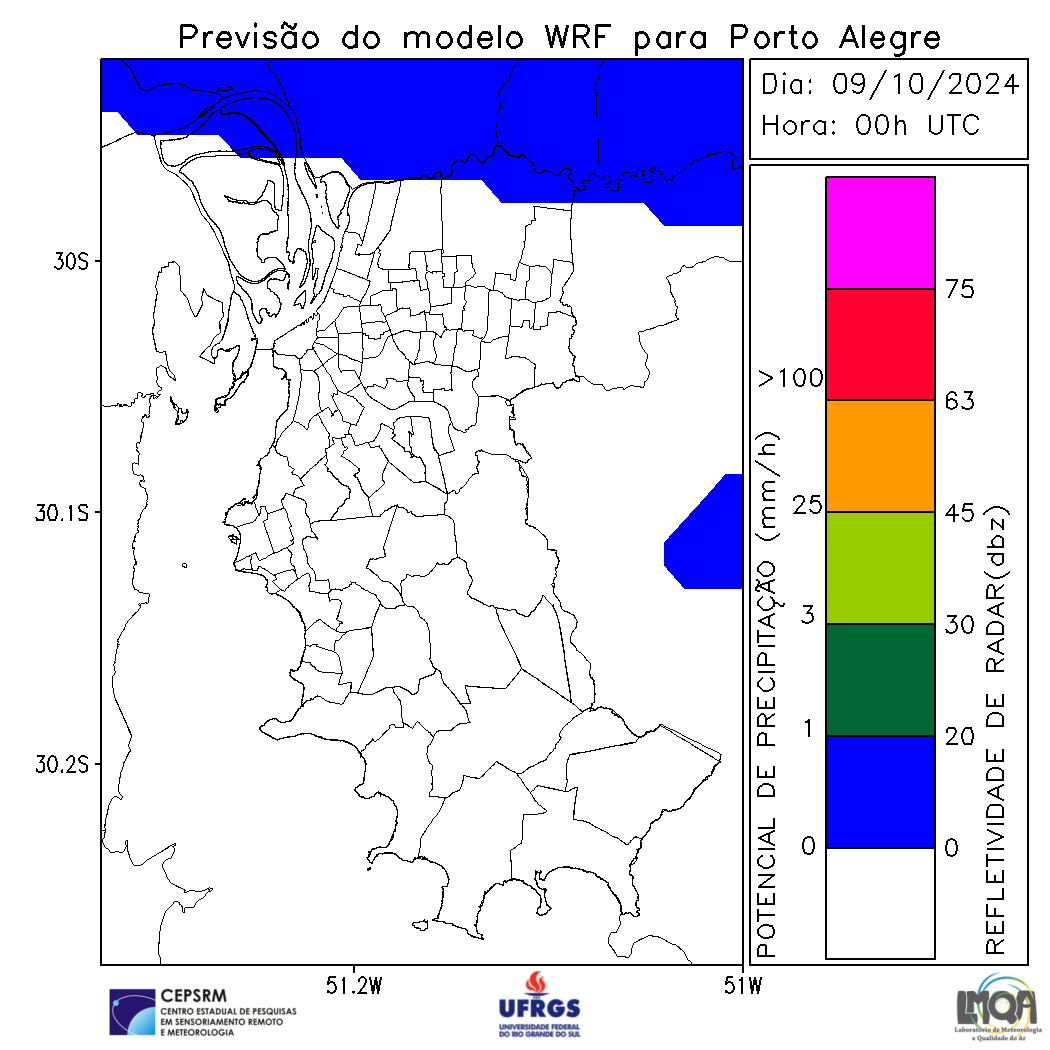 Previsão do modelo WRF para Porto Alegre
Dia: 09/10/2024
Hora: 00h UTC
30S
30.1S
30.2S
51.2W
51W
POTENCIAL DE PRECIPITAÇÃO (mm/h)
>100
25
3
1
0
75
63
45
30
20
0
REFLETIVIDADE DE RADAR(dbz)
CEPSRM
CENTRO ESTADUAL DE PESQUISAS
EM SENSORIAMENTO REMOTO
E METEOROLOGIA
UFRGS
UNIVERSIDADE FEDERAL
DO RIO GRANDE DO SUL
LMQA
Laboratório de Meteorologia
e Qualidade do Ar